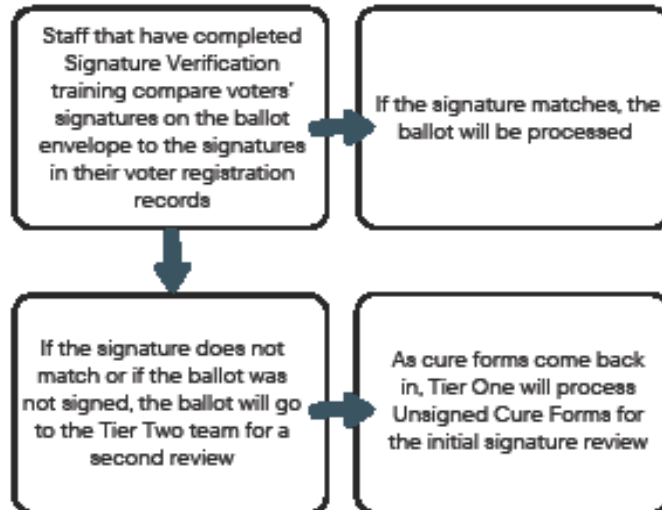 Staff that have completed
Signature Verification
training compare voters'
signatures on the ballot
envelope to the signatures
in their voter registration
records
If the signature matches, the
ballot will be processed
If the signature does not
match or if the ballot was
not signed, the ballot will go
to the Tier Two team for a
second review
As cure forms come back
in, Tier One will process
Unsigned Cure Forms for
the initial signature review